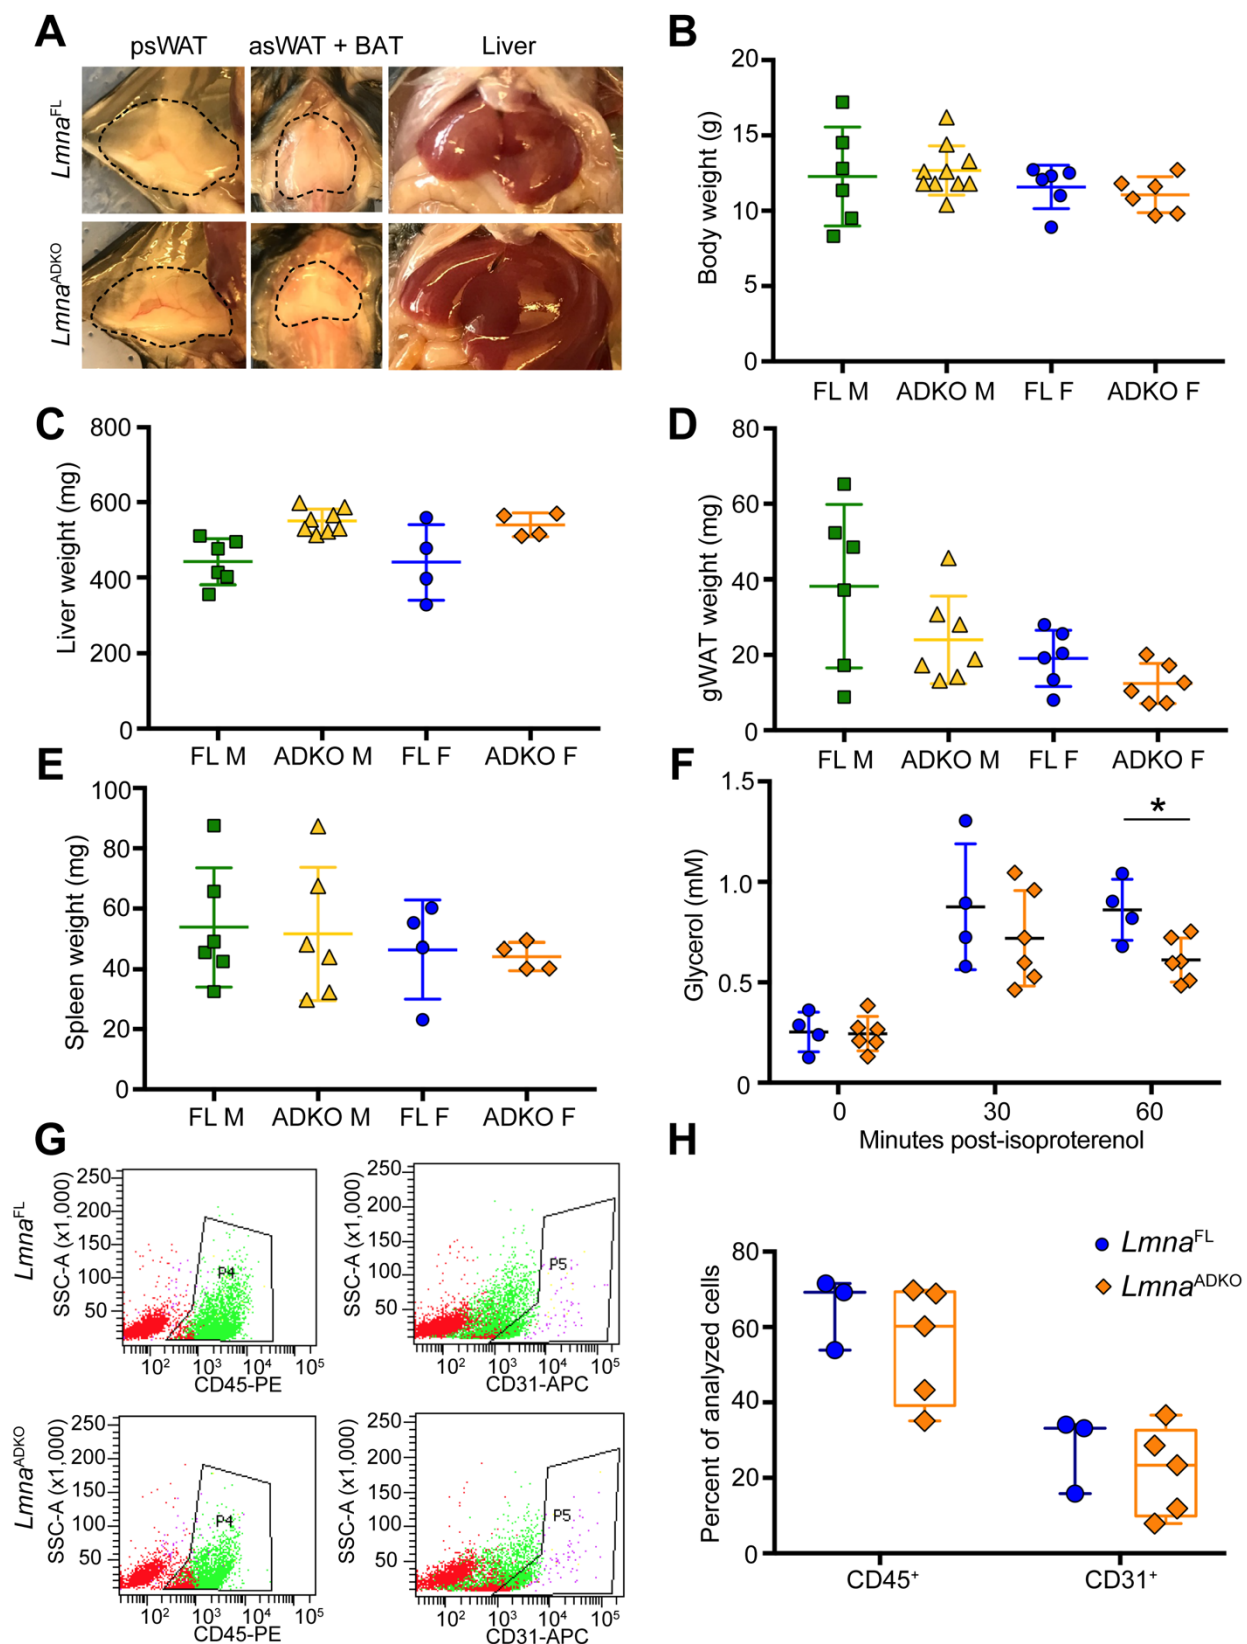 A
psWAT
asWAT + BAT
Liver
LmnaFL
LmnaADKO
B
Body weight (g)
20
15
10
5
0
FL M
ADKO M
FL F
ADKO F
C
Liver weight (mg)
800
600
400
200
0
FL M
ADKO M
FL F
ADKO F
D
gWAT weight (mg)
80
60
40
20
0
FL M
ADKO M
FL F
ADKO F
E
Spleen weight (mg)
100
80
60
40
20
0
FL M
ADKO M
FL F
ADKO F
F
Glycerol (mM)
1.5
1.0
0.5
0
*
0
30
60
Minutes post-isoproterenol
G
LmnaFL
SSC-A (x1,000)
250
200
150
100
50
P4
10²
10³
10⁴
10⁵
CD45-PE
SSC-A (x1,000)
250
200
150
100
50
P5
10²
10³
10⁴
10⁵
CD31-APC
LmnaADKO
SSC-A (x1,000)
250
200
150
100
50
P4
10²
10³
10⁴
10⁵
CD45-PE
SSC-A (x1,000)
250
200
150
100
50
P5
10²
10³
10⁴
10⁵
CD31-APC
H
Percent of analyzed cells
80
60
40
20
0
LmnaFL
LmnaADKO
CD45⁺
CD31⁺